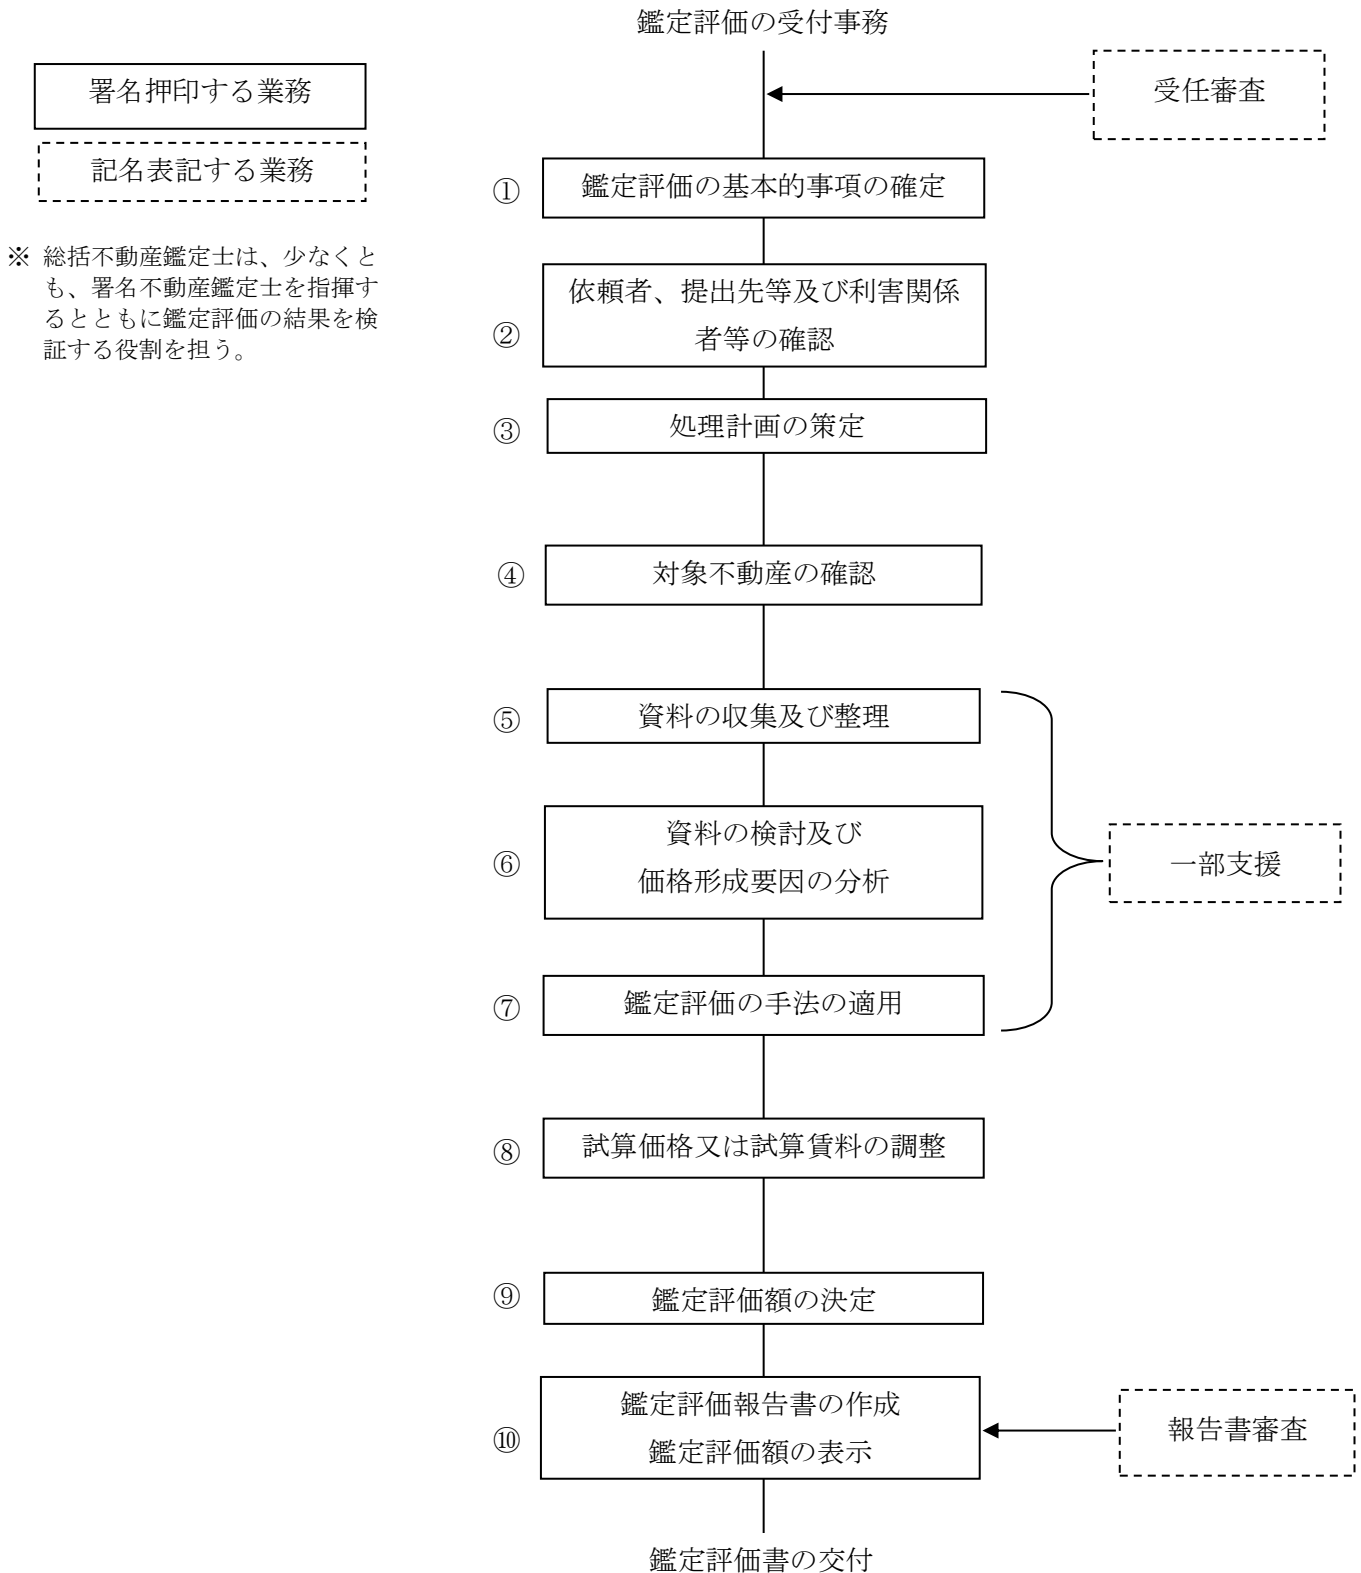 鑑定評価の受付事務
署名押印する業務
受任審査
記名表記する業務
① 鑑定評価の基本的事項の確定
※ 総括不動産鑑定士は、少なくと
も、署名不動産鑑定士を指揮す
るとともに鑑定評価の結果を検
証する役割を担う。
② 依頼者、提出先等及び利害関係
者等の確認
③ 処理計画の策定
④ 対象不動産の確認
⑤ 資料の収集及び整理
⑥ 資料の検討及び
価格形成要因の分析
一部支援
⑦ 鑑定評価の手法の適用
⑧ 試算価格又は試算賃料の調整
⑨ 鑑定評価額の決定
⑩ 鑑定評価報告書の作成
鑑定評価額の表示
報告書審査
鑑定評価書の交付